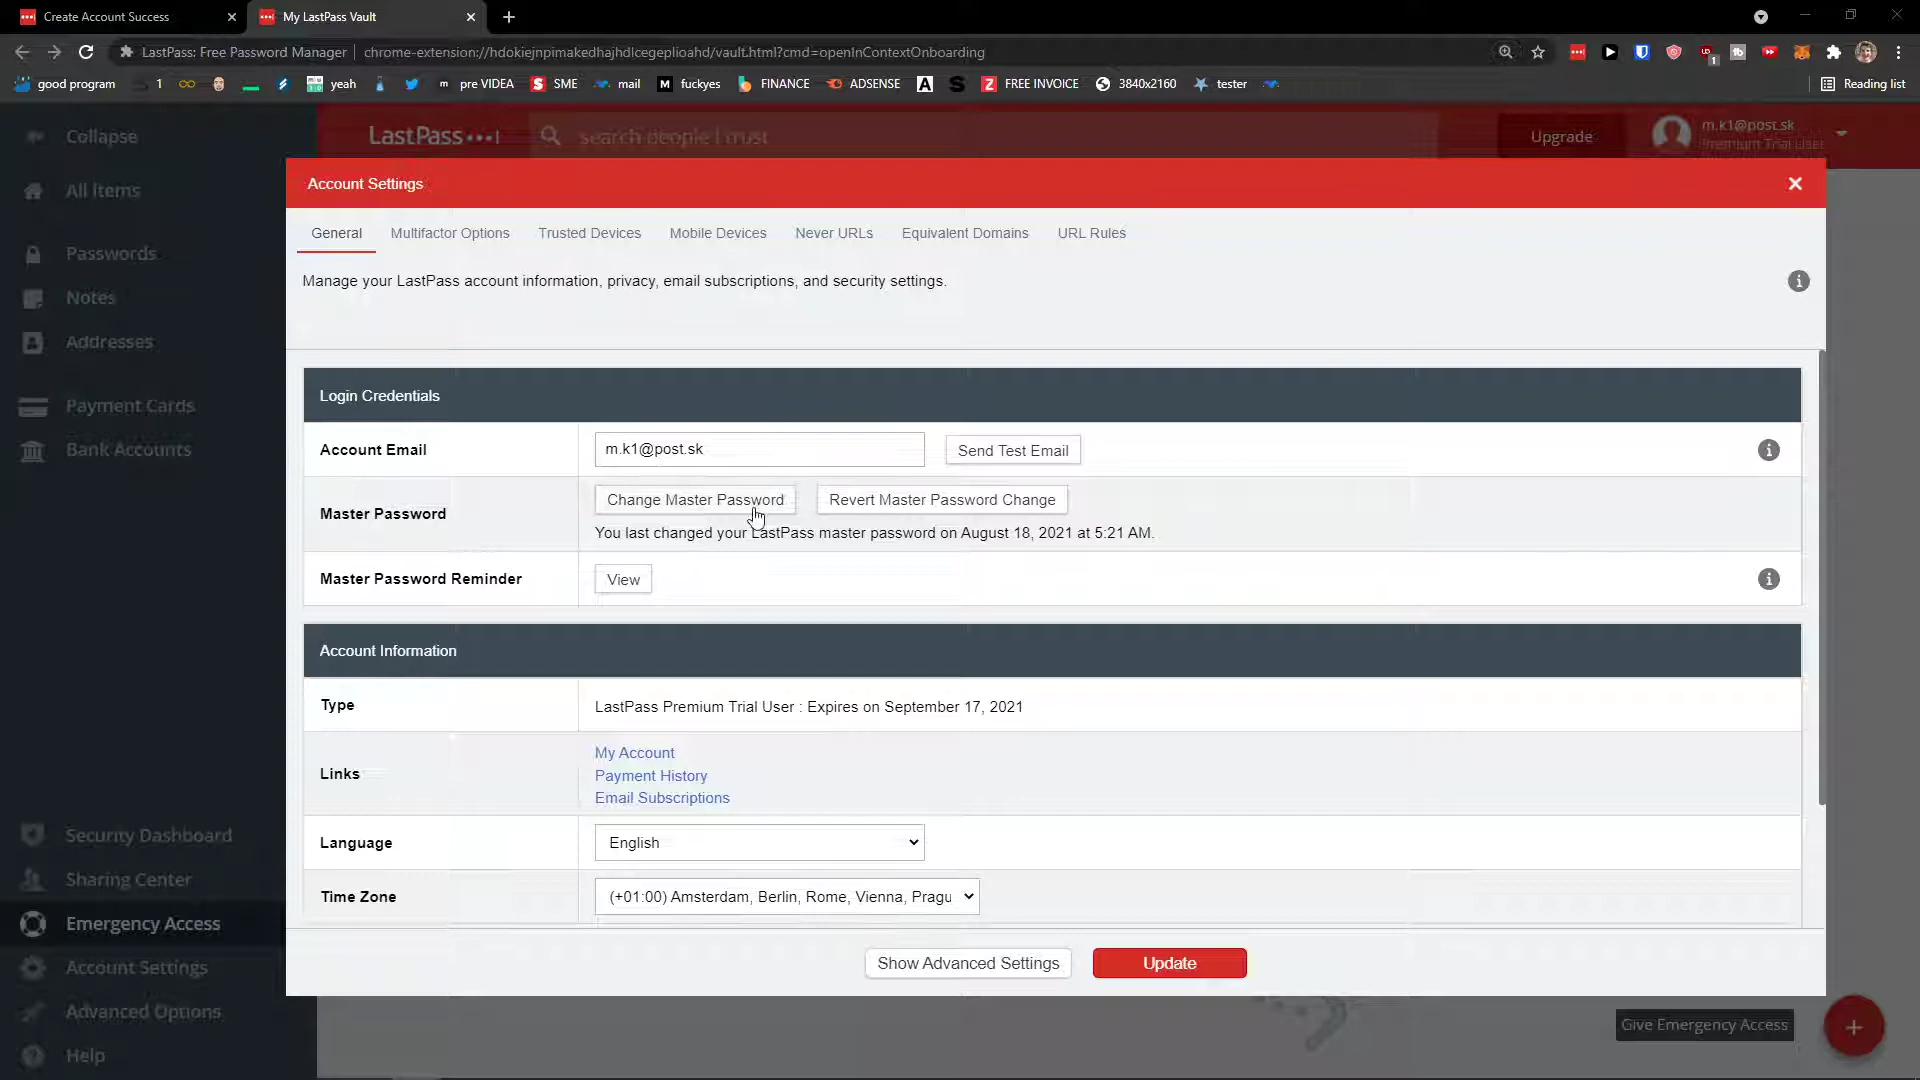 Create Account Success
My LastPass Vault
LastPass: Free Password Manager
chrome-extension://hdokiejnpimakedhajhdlcegeplioahd/vault.html?cmd=openInContextOnboarding
good program
1
yeah
pre VIDEA
SME
mail
fuckyes
FINANCE
ADSENSE
FREE INVOICE
3840x2160
tester
Reading list
Collapse
LastPass•••|
search people I trust
Upgrade
m.k1@post.sk
Premium Trial User
All Items
Passwords
Notes
Addresses
Payment Cards
Bank Accounts
Security Dashboard
Sharing Center
Emergency Access
Account Settings
Advanced Options
Help
Account Settings
General
Multifactor Options
Trusted Devices
Mobile Devices
Never URLs
Equivalent Domains
URL Rules
Manage your LastPass account information, privacy, email subscriptions, and security settings.
Login Credentials
Account Email
m.k1@post.sk
Send Test Email
Master Password
Change Master Password
Revert Master Password Change
You last changed your LastPass master password on August 18, 2021 at 5:21 AM.
Master Password Reminder
View
Account Information
Type
LastPass Premium Trial User : Expires on September 17, 2021
Links
My Account
Payment History
Email Subscriptions
Language
English
Time Zone
(+01:00) Amsterdam, Berlin, Rome, Vienna, Pragu
Show Advanced Settings
Update
Give Emergency Access